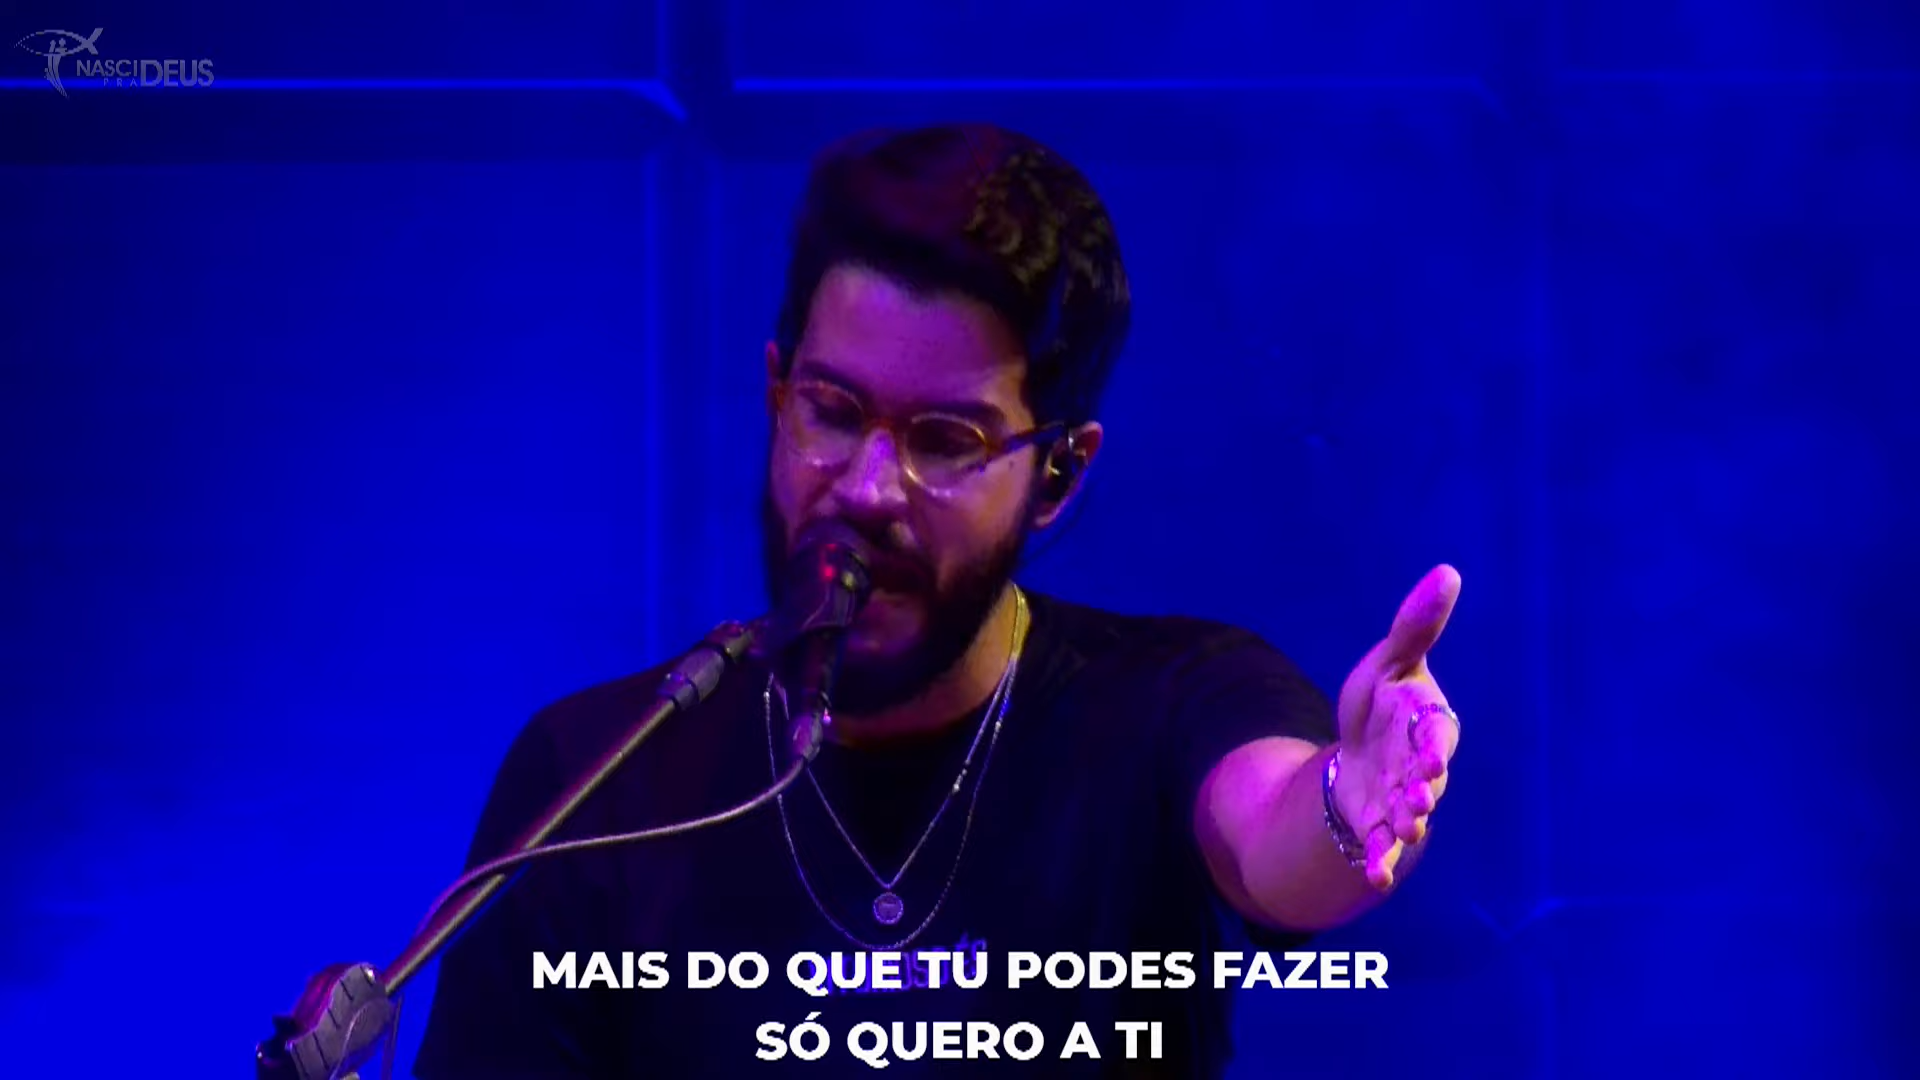 NASCI
PRA
DEUS
MAIS DO QUE TU PODES FAZER
SÓ QUERO A TI